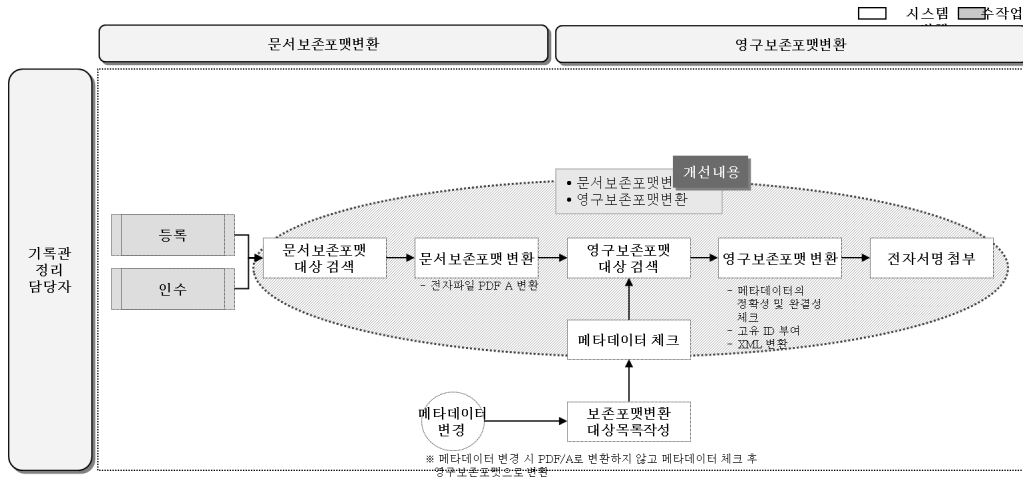 시스템
수작업
문서보존포맷변환
영구보존포맷변환
기록관
정리
담당자
개선내용
• 문서보존포맷변
• 영구보존포맷변환
등록
인수
문서보존포맷
대상 검색
문서보존포맷 변환
- 전자파일 PDF A 변환
영구보존포맷
대상 검색
영구보존포맷 변환
- 메타데이터의
정확성 및 완결성
체크
- 고유 ID 부여
- XML 변환
전자서명 첨부
메타데이터 체크
메타데이터
변경
보존포맷변환
대상목록작성
※ 메타데이터 변경 시 PDF/A로 변환하지 않고 메타데이터 체크 후
영구보존포맷으로 변환